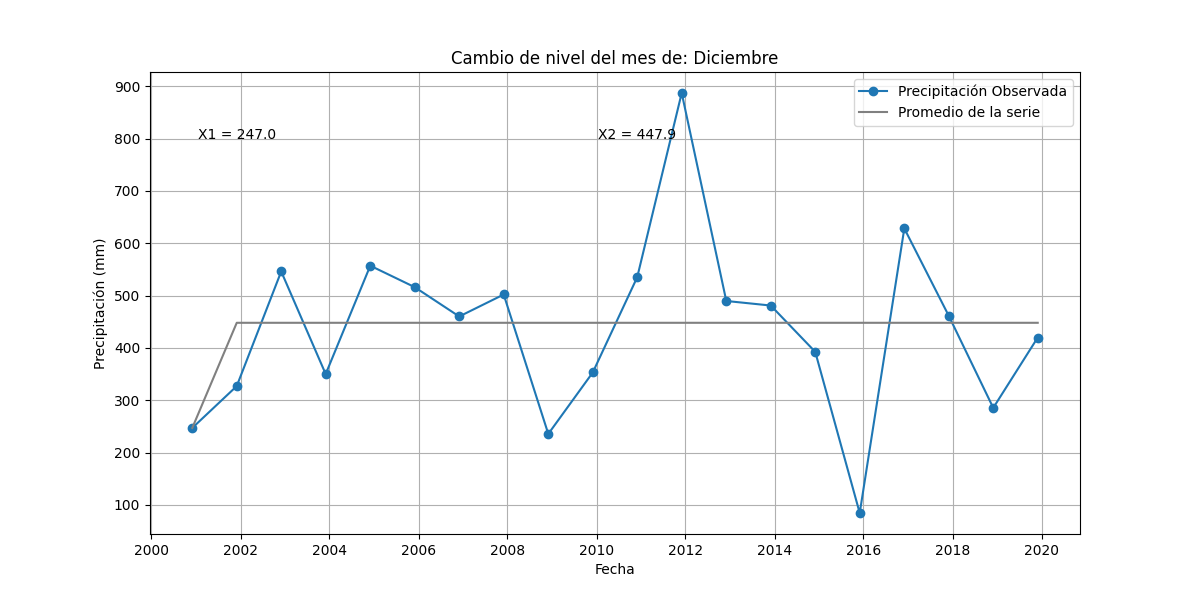 Cambio de nivel del mes de: Diciembre
Precipitación Observada
Promedio de la serie
X1 = 247.0
X2 = 447.9
Precipitación (mm)
900
800
700
600
500
400
300
200
100
2000 2002 2004 2006 2008 2010 2012 2014 2016 2018 2020
Fecha